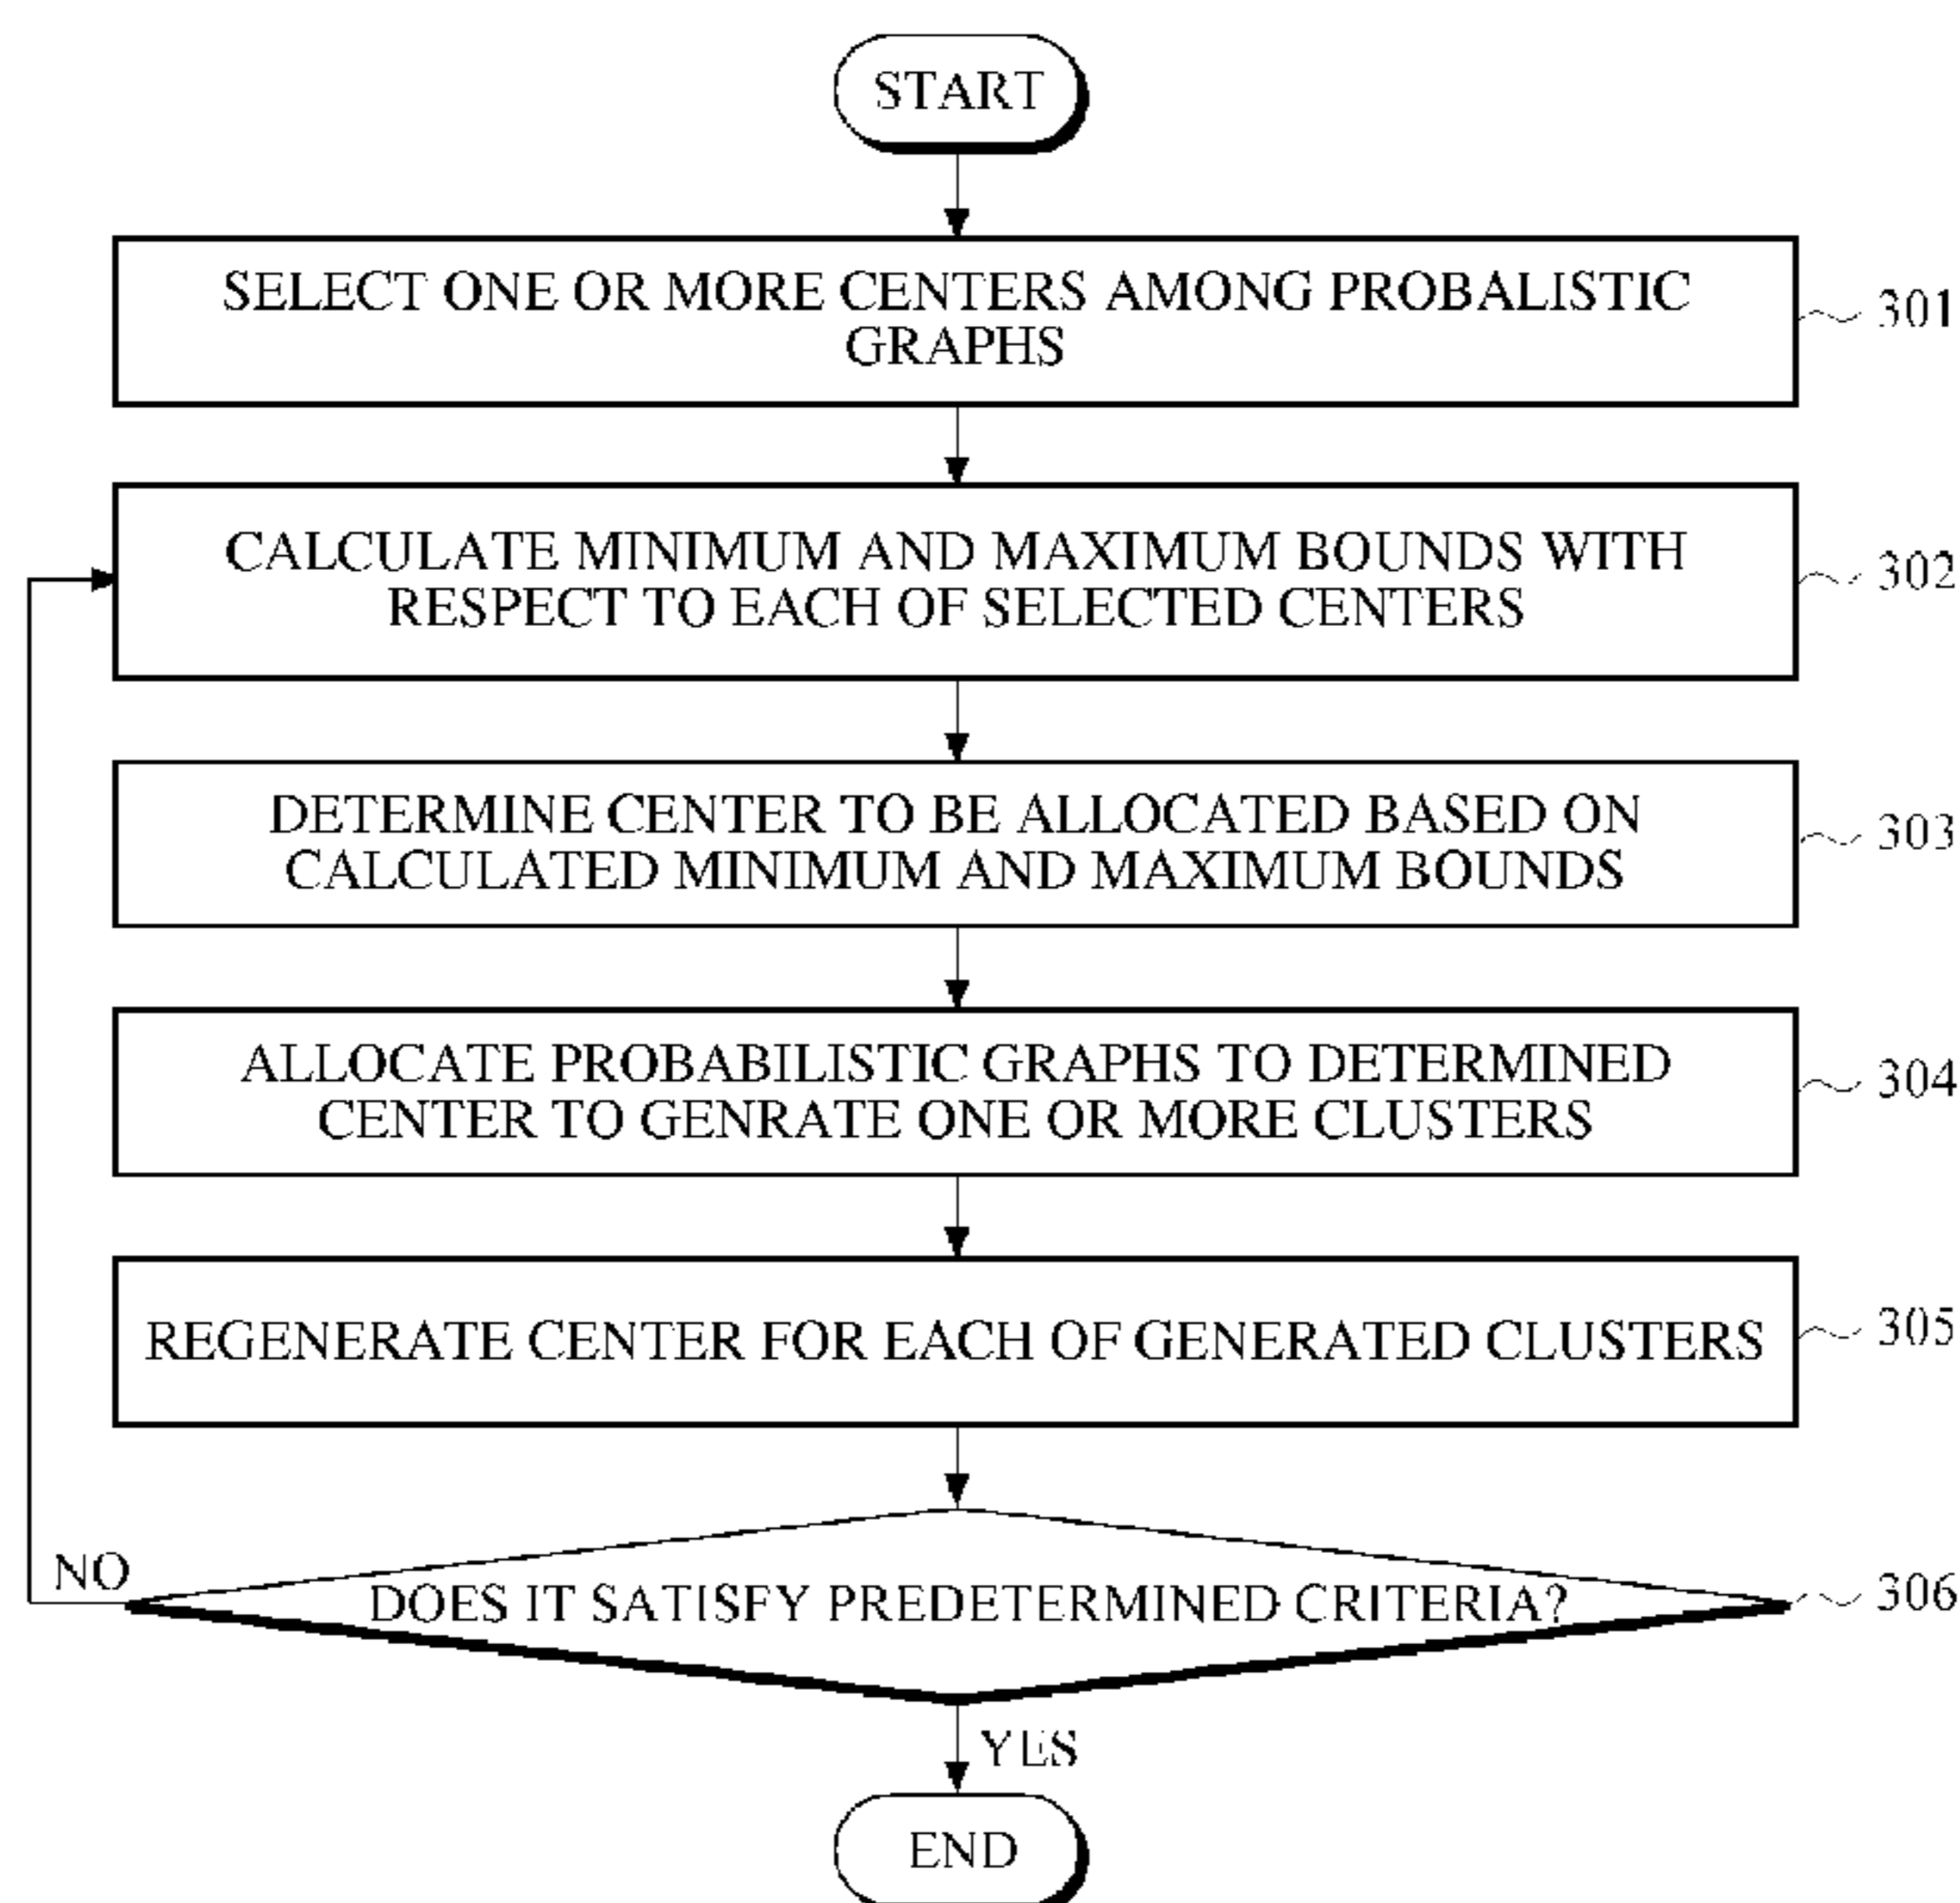 START
SELECT ONE OR MORE CENTERS AMONG PROBALISTIC
GRAPHS
301
CALCULATE MINIMUM AND MAXIMUM BOUNDS WITH
RESPECT TO EACH OF SELECTED CENTERS
302
DETERMINE CENTER TO BE ALLOCATED BASED ON
CALCULATED MINIMUM AND MAXIMUM BOUNDS
303
ALLOCATE PROBABILISTIC GRAPHS TO DETERMINED
CENTER TO GENRATE ONE OR MORE CLUSTERS
304
REGENERATE CENTER FOR EACH OF GENERATED CLUSTERS
305
NO
DOES IT SATISFY PREDETERMINED CRITERIA?
306
YES
END